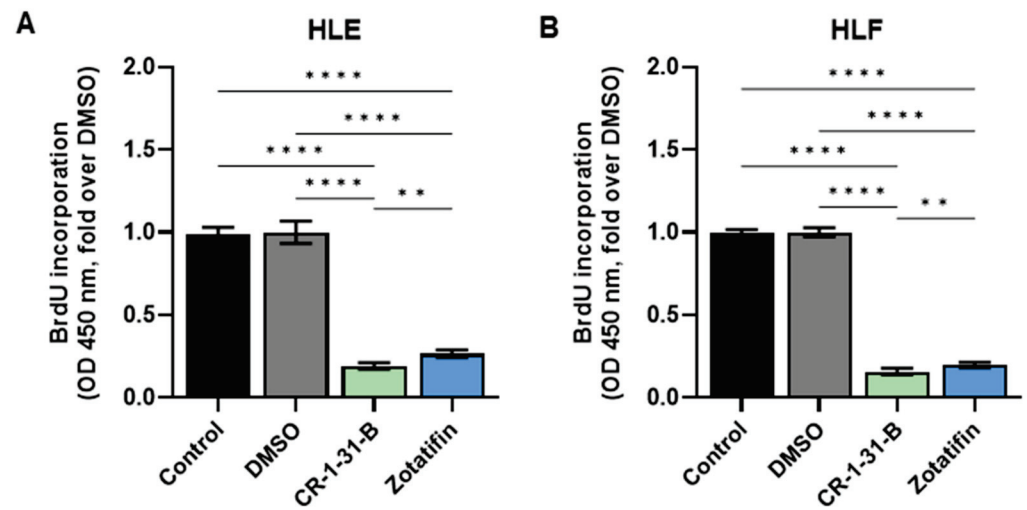 A
HLE
BrdU incorporation
(OD 450 nm, fold over DMSO)
2.0
1.5
1.0
0.5
0.0
****
****
****
****
**
Control
DMSO
CR-1-31-B
Zotatifin
B
HLF
BrdU incorporation
(OD 450 nm, fold over DMSO)
2.0
1.5
1.0
0.5
0.0
****
****
****
****
**
Control
DMSO
CR-1-31-B
Zotatifin